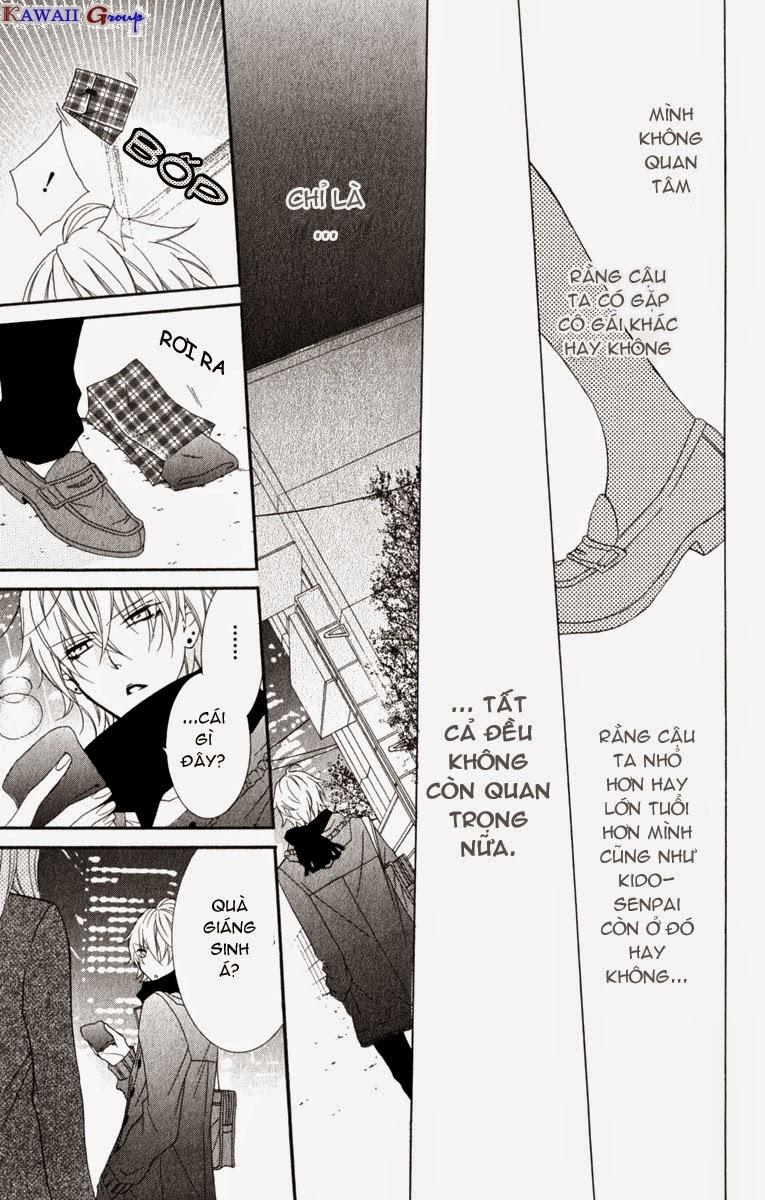 KAWAII Group
MÌNH
KHÔNG
QUAN
TÂM
RẰNG CẬU
TA CÓ GẶP
CÔ GÁI KHÁC
HAY KHÔNG
RẰNG CẬU
TA NHỎ
HƠN HAY
LỚN TUỔI
HƠN MÌNH
CŨNG NHƯ
KIDO-
SENPAI
CÒN Ở ĐÓ
HAY
KHÔNG...
... TẤT
CẢ ĐỀU
KHÔNG
CÒN QUAN
TRỌNG
NỮA.
CHỈ LÀ
...
BỐP
!
RƠI RA
......
...CÁI
GÌ
ĐÂY?
QUÀ
GIÁNG
SINH
Á?